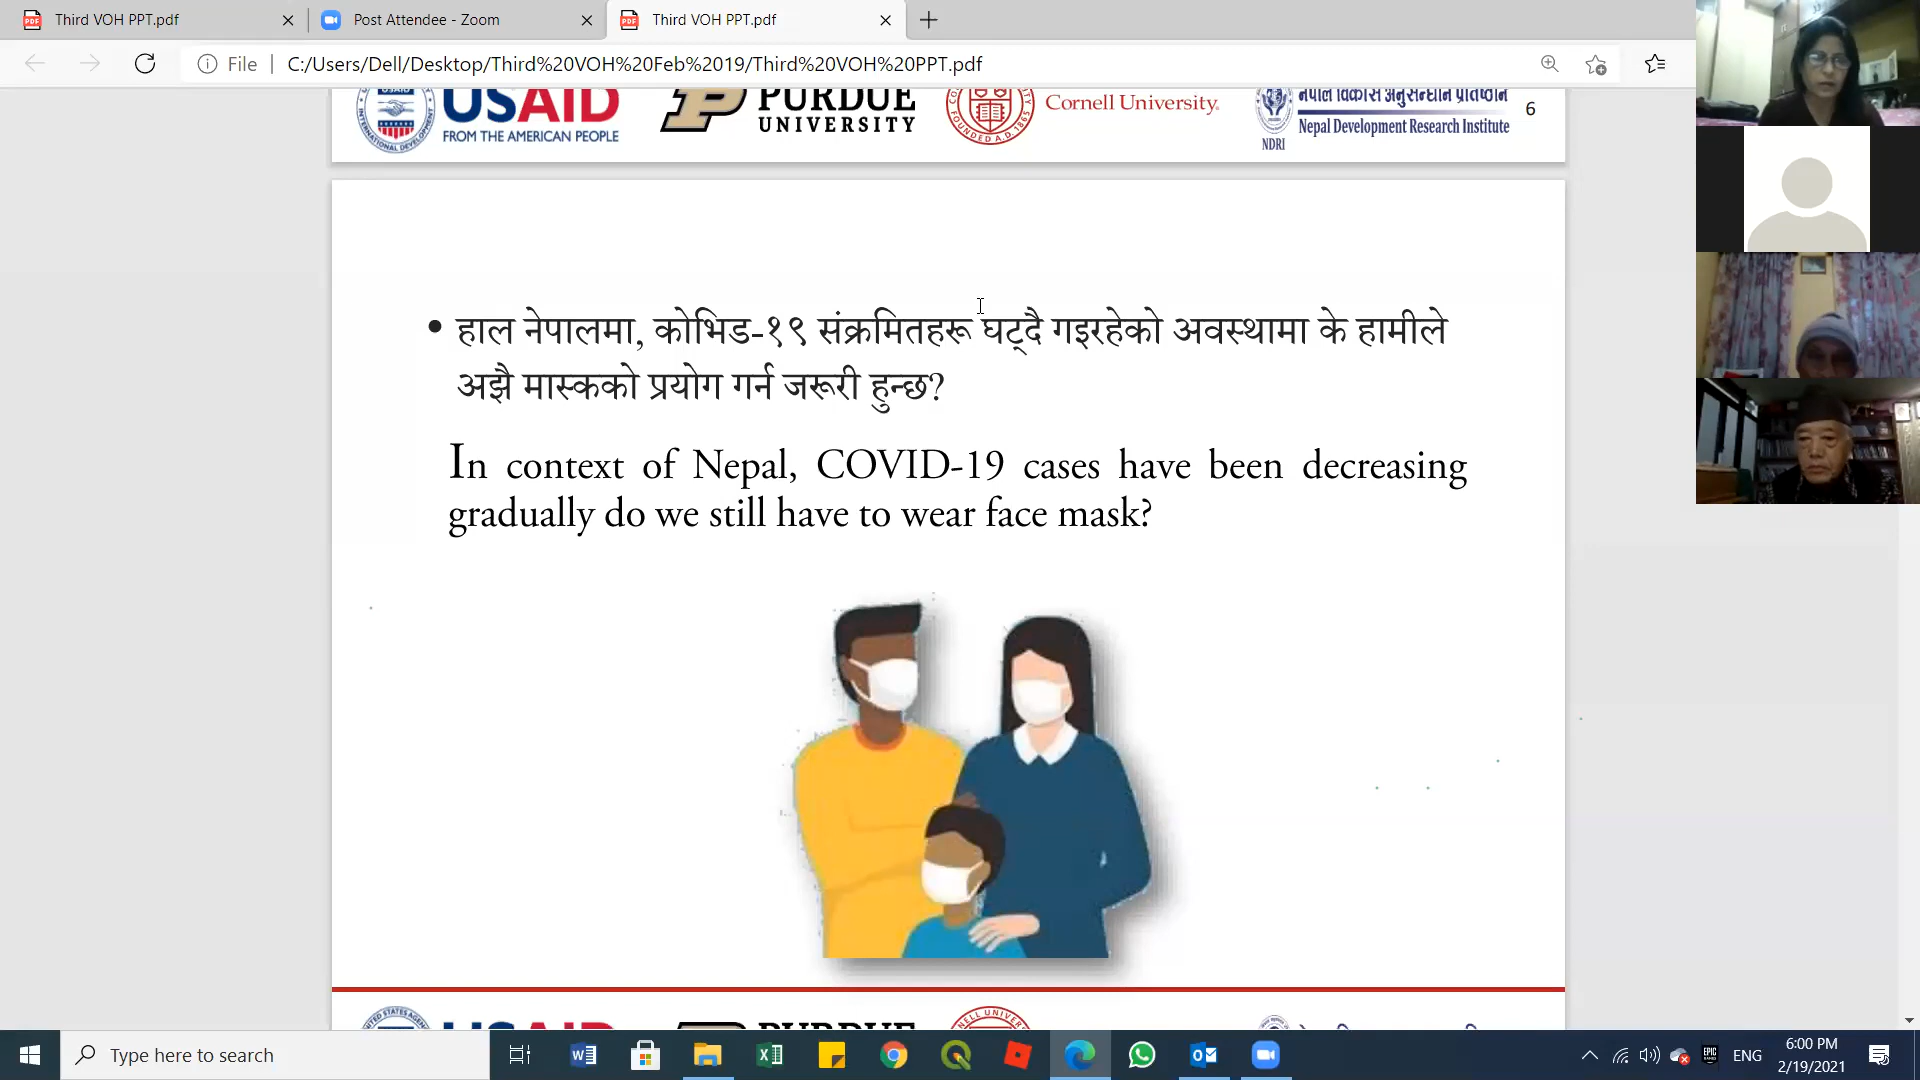 Third VOH PPT.pdf
Post Attendee - Zoom
Third VOH PPT.pdf
File
C:/Users/Dell/Desktop/Third%20VOH%20Feb%2019/Third%20VOH%20PPT.pdf
USAID
FROM THE AMERICAN PEOPLE
PURDUE
UNIVERSITY
Cornell University
नेपाल विकास अनुसन्धान प्रतिष्ठान
Nepal Development Research Institute
NDRI
6
• हाल नेपालमा, कोभिड-१९ संक्रमितहरू घट्दै गइरहेको अवस्थामा के हामीले
अझै मास्कको प्रयोग गर्न जरूरी हुन्छ?
In context of Nepal, COVID-19 cases have been decreasing
gradually do we still have to wear face mask?
Type here to search
ENG
6:00 PM
2/19/2021